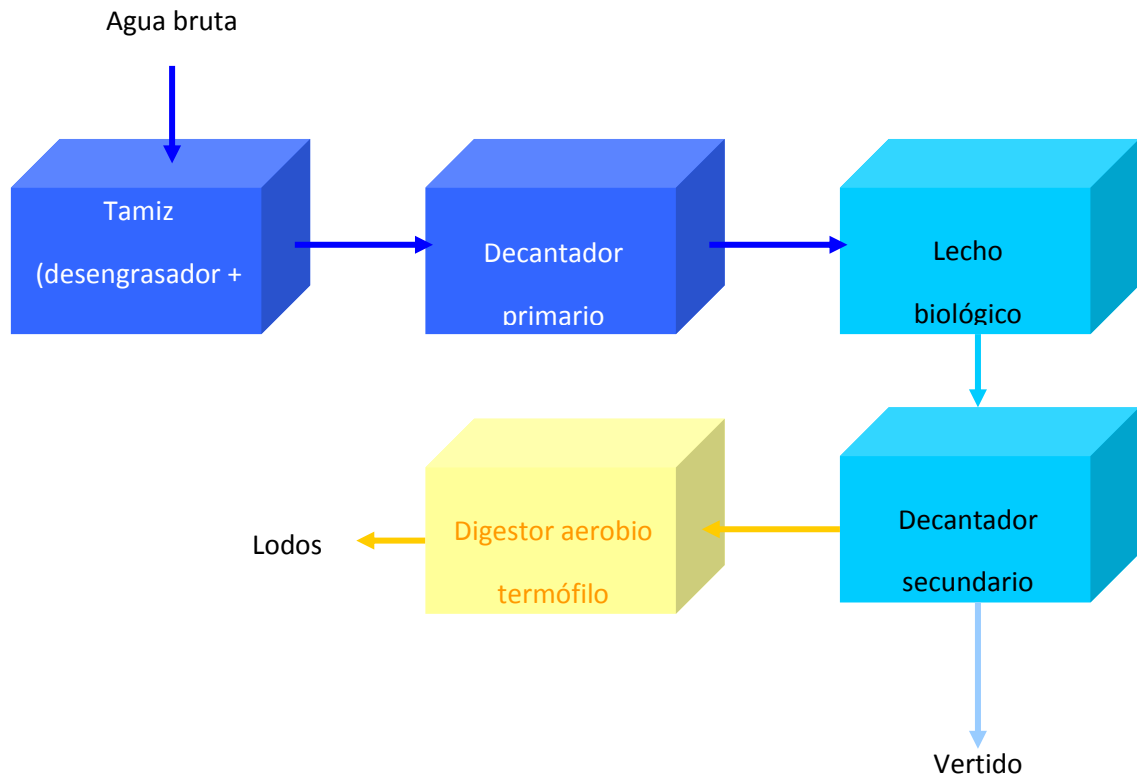 Agua bruta
Tamiz
(desengrasador +
Decantador
primario
Lecho
biológico
Decantador
secundario
Digestor aerobio
termófilo
Lodos
Vertido